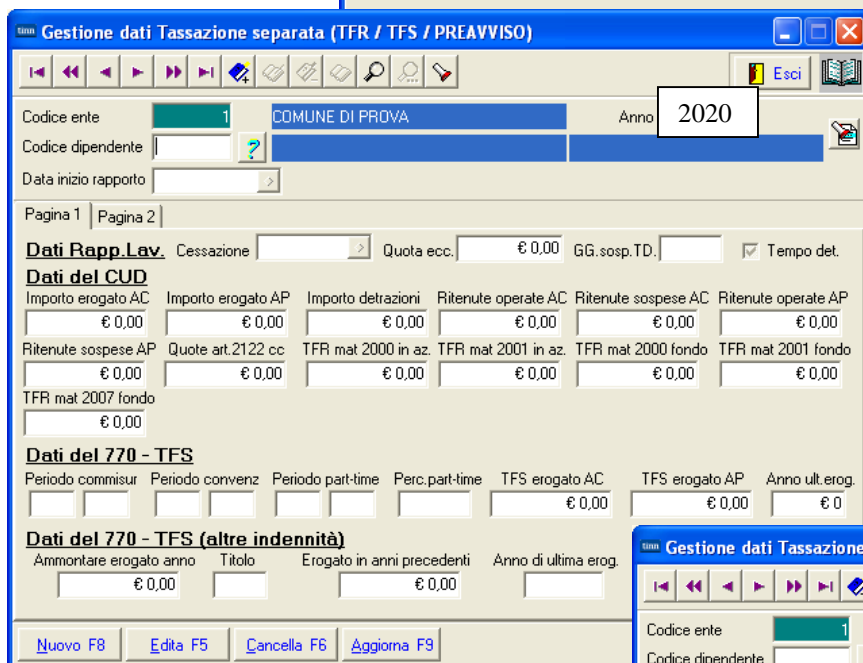 tinn Gestione dati Tassazione separata (TFR / TFS / PREAVVISO)
Esci
Codice ente 1 COMUNE DI PROVA Anno 2020
Codice dipendente ?
Data inizio rapporto
Pagina 1 Pagina 2
Dati Rapp.Lav. Cessazione Quota ecc. € 0,00 GG.sosp.TD. Tempo det.
Dati del CUD
Importo erogato AC Importo erogato AP Importo detrazioni Ritenute operate AC Ritenute sospese AC Ritenute operate AP
€ 0,00 € 0,00 € 0,00 € 0,00 € 0,00 € 0,00
Ritenute sospese AP Quote art.2122 cc TFR mat 2000 in az. TFR mat 2001 in az. TFR mat 2000 fondo TFR mat 2001 fondo
€ 0,00 € 0,00 € 0,00 € 0,00 € 0,00 € 0,00
TFR mat 2007 fondo
€ 0,00
Dati del 770 - TFS
Periodo commisur Periodo convenz Periodo part-time Perc.part-time TFS erogato AC TFS erogato AP Anno ult.erog.
€ 0,00 € 0,00 € 0
Dati del 770 - TFS (altre indennità)
Ammontare erogato anno Titolo Erogato in anni precedenti Anno di ultima erog.
€ 0,00 € 0,00
Nuovo F8 Edita F5 Cancella F6 Aggiorna F9
tinn Gestione dati Tassazione
Codice ente 1
Codice dipendente